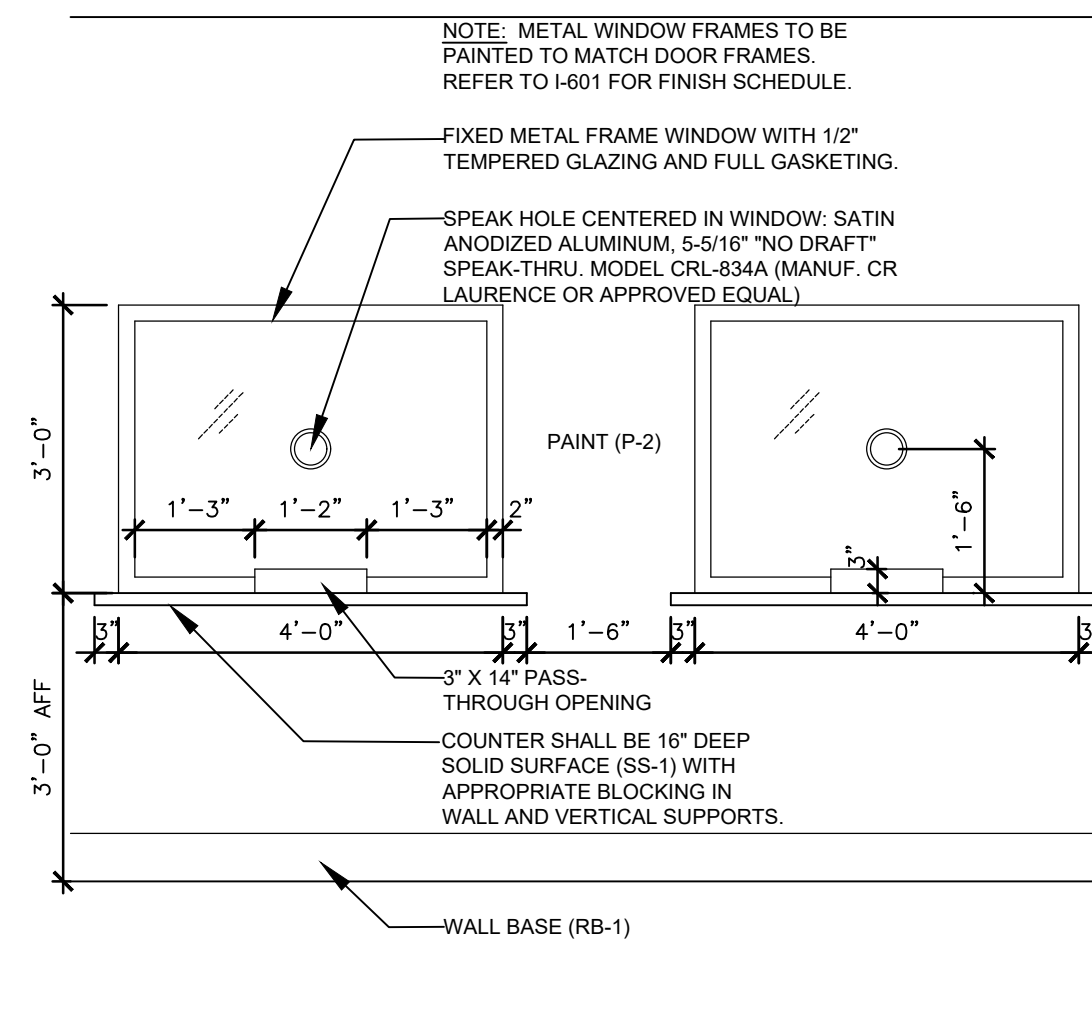 NOTE: METAL WINDOW FRAMES TO BE
PAINTED TO MATCH DOOR FRAMES.
REFER TO I-601 FOR FINISH SCHEDULE.
FIXED METAL FRAME WINDOW WITH 1/2"
TEMPERED GLAZING AND FULL GASKETING.
SPEAK HOLE CENTERED IN WINDOW: SATIN
ANODIZED ALUMINUM, 5-5/16" "NO DRAFT"
SPEAK-THRU. MODEL CRL-834A (MANUF. CR
LAURENCE OR APPROVED EQUAL)
3'-0"
PAINT (P-2)
1'-3" 1'-2" 1'-3" 2"
1'-6"
3"
3" 4'-0" 3" 1'-6" 3" 4'-0" 3
3" X 14" PASS-
THROUGH OPENING
3'-0" AFF
COUNTER SHALL BE 16" DEEP
SOLID SURFACE (SS-1) WITH
APPROPRIATE BLOCKING IN
WALL AND VERTICAL SUPPORTS.
WALL BASE (RB-1)